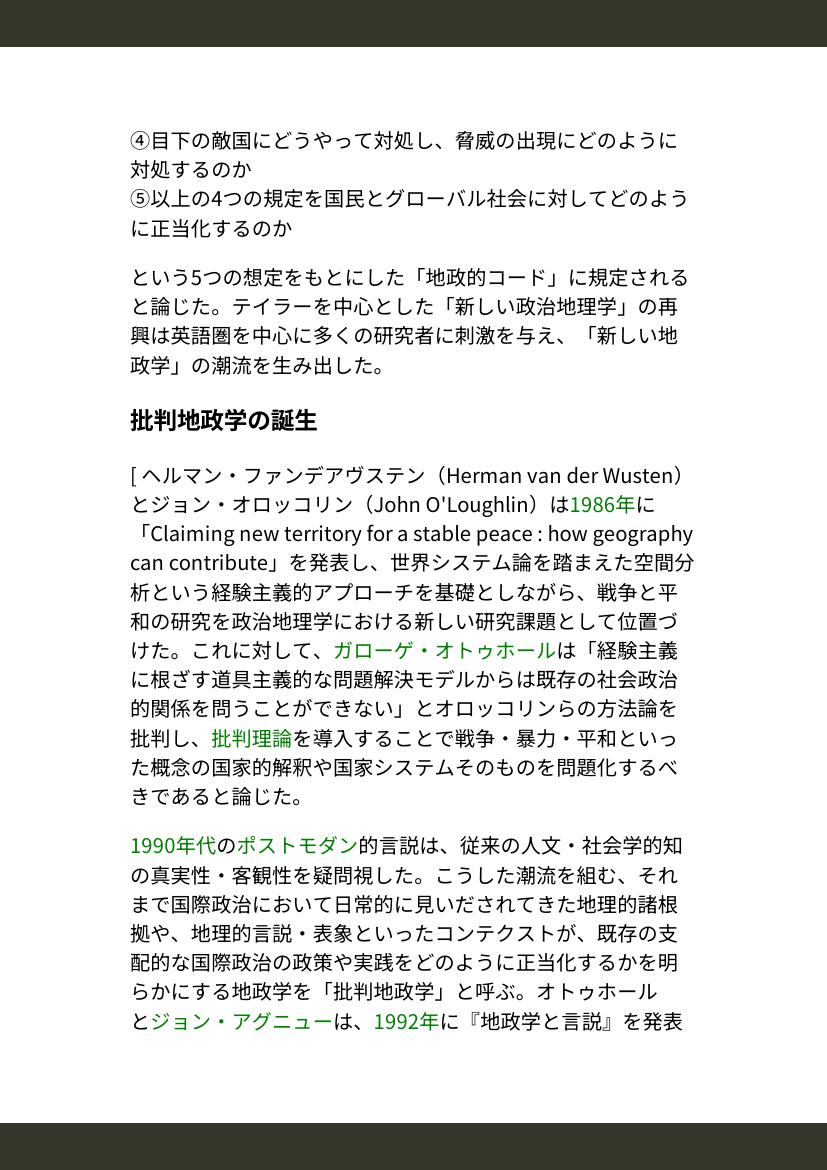 ④目下の敵国にどうやって対処し、脅威の出現にどのように
対処するのか
⑤以上の4つの規定を国民とグローバル社会に対してどのよう
に正当化するのか
という5つの想定をもとにした「地政的コード」に規定される
と論じた。テイラーを中心とした「新しい政治地理学」の再
興は英語圏を中心に多くの研究者に刺激を与え、「新しい地
政学」の潮流を生み出した。
批判地政学の誕生
[ ヘルマン・ファンデアヴステン（Herman van der Wusten）
とジョン・オロッコリン（John O'Loughlin）は1986年に
「Claiming new territory for a stable peace : how geography
can contribute」を発表し、世界システム論を踏まえた空間分
析という経験主義的アプローチを基礎としながら、戦争と平
和の研究を政治地理学における新しい研究課題として位置づ
けた。これに対して、ガローゲ・オトゥホールは「経験主義
に根ざす道具主義的な問題解決モデルからは既存の社会政治
的関係を問うことができない」とオロッコリンらの方法論を
批判し、批判理論を導入することで戦争・暴力・平和といっ
た概念の国家的解釈や国家システムそのものを問題化するべ
きであると論じた。
1990年代のポストモダン的言説は、従来の人文・社会学的知
の真実性・客観性を疑問視した。こうした潮流を組む、それ
まで国際政治において日常的に見いだされてきた地理的諸根
拠や、地理的言説・表象といったコンテクストが、既存の支
配的な国際政治の政策や実践をどのように正当化するかを明
らかにする地政学を「批判地政学」と呼ぶ。オトゥホール
とジョン・アグニューは、1992年に『地政学と言説』を発表